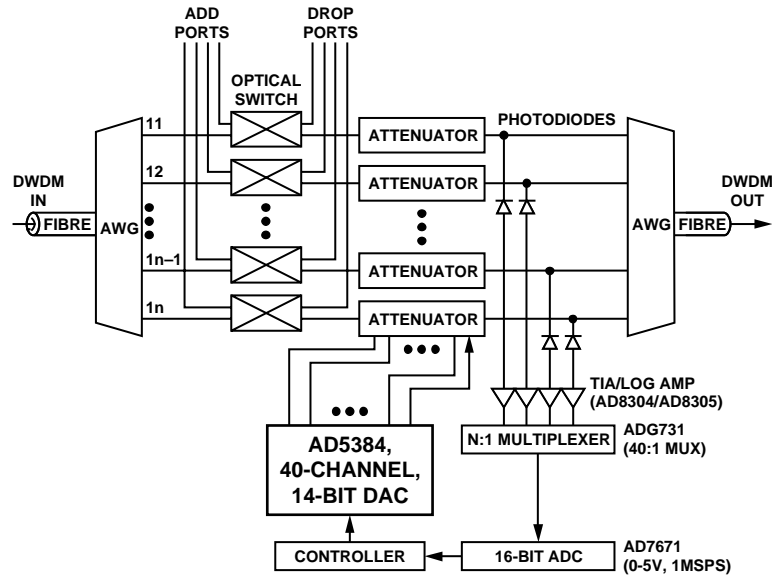 ADD
PORTS
DROP
PORTS
OPTICAL
SWITCH
11
ATTENUATOR
PHOTODIODES
12
ATTENUATOR
DWDM
IN
FIBRE
AWG
DWDM
OUT
AWG
FIBRE
1n–1
ATTENUATOR
1n
ATTENUATOR
TIA/LOG AMP
(AD8304/AD8305)
AD5384,
40-CHANNEL,
14-BIT DAC
N:1 MULTIPLEXER
ADG731
(40:1 MUX)
CONTROLLER
16-BIT ADC
AD7671
(0-5V, 1MSPS)